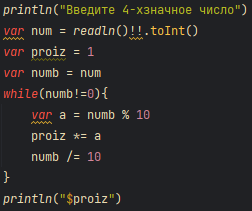 println("Введите 4-хзначное число")
var num = readln()!!.toInt()
var proiz = 1
var numb = num
while(numb!=0){
    var a = numb % 10
    proiz *= a
    numb /= 10
}
println("$proiz")